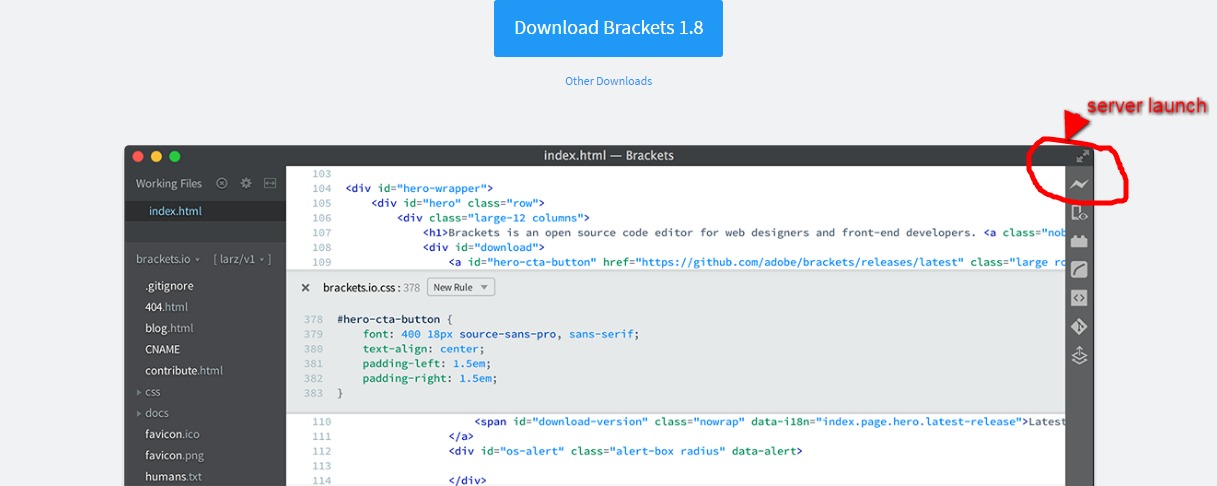 Download Brackets 1.8
Other Downloads
server launch
index.html — Brackets
Working Files
index.html
brackets.io [ larz/v1 ]
.gitignore
404.html
blog.html
CNAME
contribute.html
css
docs
favicon.ico
favicon.png
humans.txt
103
104 <div id="hero-wrapper">
105 <div id="hero" class="row">
106 <div class="large-12 columns">
107 <h1>Brackets is an open source code editor for web designers and front-end developers. <a class="nob
108 <div id="download">
109 <a id="hero-cta-button" href="https://github.com/adobe/brackets/releases/latest" class="large ro
brackets.io.css : 378 New Rule
378 #hero-cta-button {
379 font: 400 18px source-sans-pro, sans-serif;
380 text-align: center;
381 padding-left: 1.5em;
382 padding-right: 1.5em;
383 }
110 <span id="download-version" class="nowrap" data-i18n="index.page.hero.latest-release">Latest
111 </a>
112 <div id="os-alert" class="alert-box radius" data-alert>
113
114 </div>